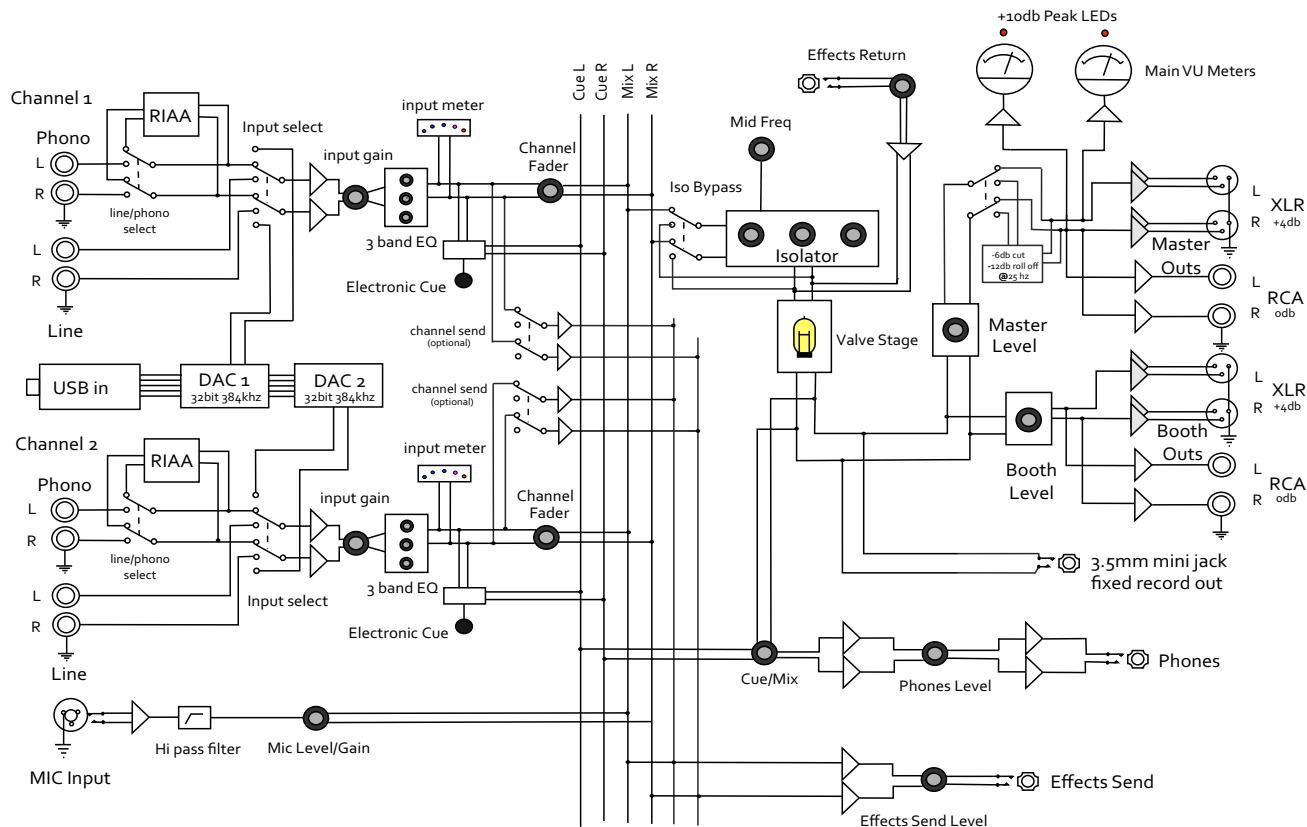 +10db Peak LEDs
Effects Return
Main VU Meters
Cue L
Cue R
Mix L
Mix R
Channel 1
RIAA
input meter
Phono
Input select
Mid Freq
L
input gain
Channel
Fader
R
Iso Bypass
L
XLR
R
+4db
line/phono
select
3 band EQ
Master
Isolator
-6db cut
-12db roll off
@25 hz
Outs
L
R
Electronic Cue
L
RCA
R
0db
Line
channel send
(optional)
Valve Stage
Master
Level
USB in
DAC 1
32bit 384khz
DAC 2
32bit 384khz
channel send
(optional)
L
XLR
R
+4db
Channel 2
RIAA
input meter
Booth
Outs
Phono
Booth
Level
L
RCA
R
0db
L
input gain
Channel
Fader
R
line/phono
select
3 band EQ
3.5mm mini jack
fixed record out
L
Input select
R
Electronic Cue
Line
Cue/Mix
Phones Level
Phones
Hi pass filter
Mic Level/Gain
MIC Input
Effects Send
Effects Send Level